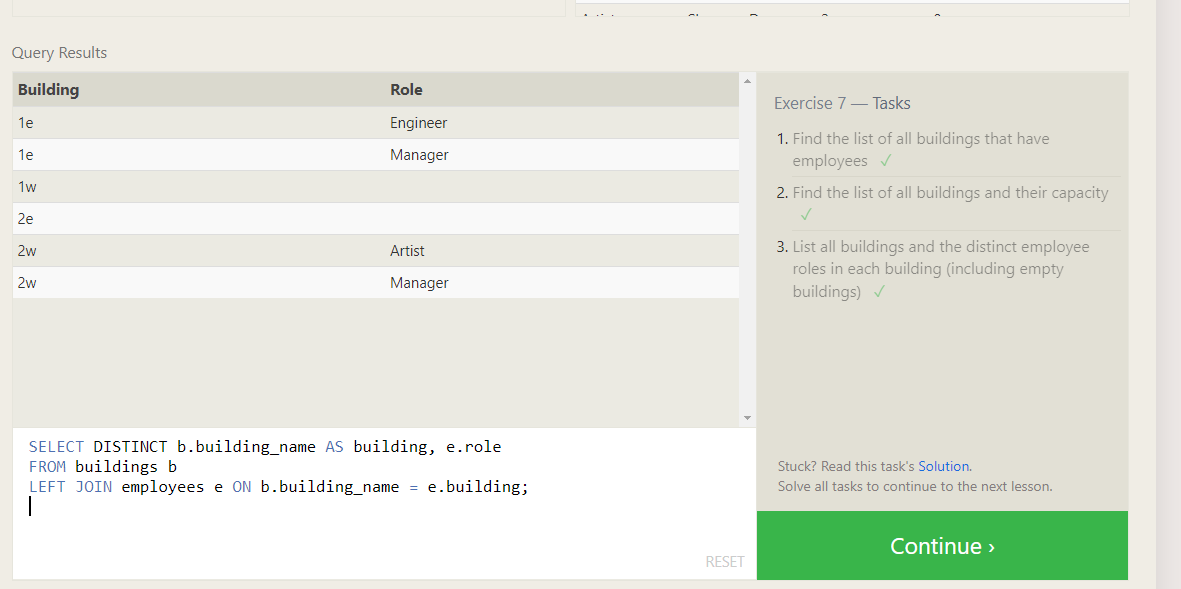 Query Results
Building Role
1e Engineer
1e Manager
1w
2e
2w Artist
2w Manager
SELECT DISTINCT b.building_name AS building, e.role
FROM buildings b
LEFT JOIN employees e ON b.building_name = e.building;
RESET
Exercise 7 — Tasks
1. Find the list of all buildings that have
employees ✓
2. Find the list of all buildings and their capacity
✓
3. List all buildings and the distinct employee
roles in each building (including empty
buildings) ✓
Stuck? Read this task's Solution.
Solve all tasks to continue to the next lesson.
Continue ›